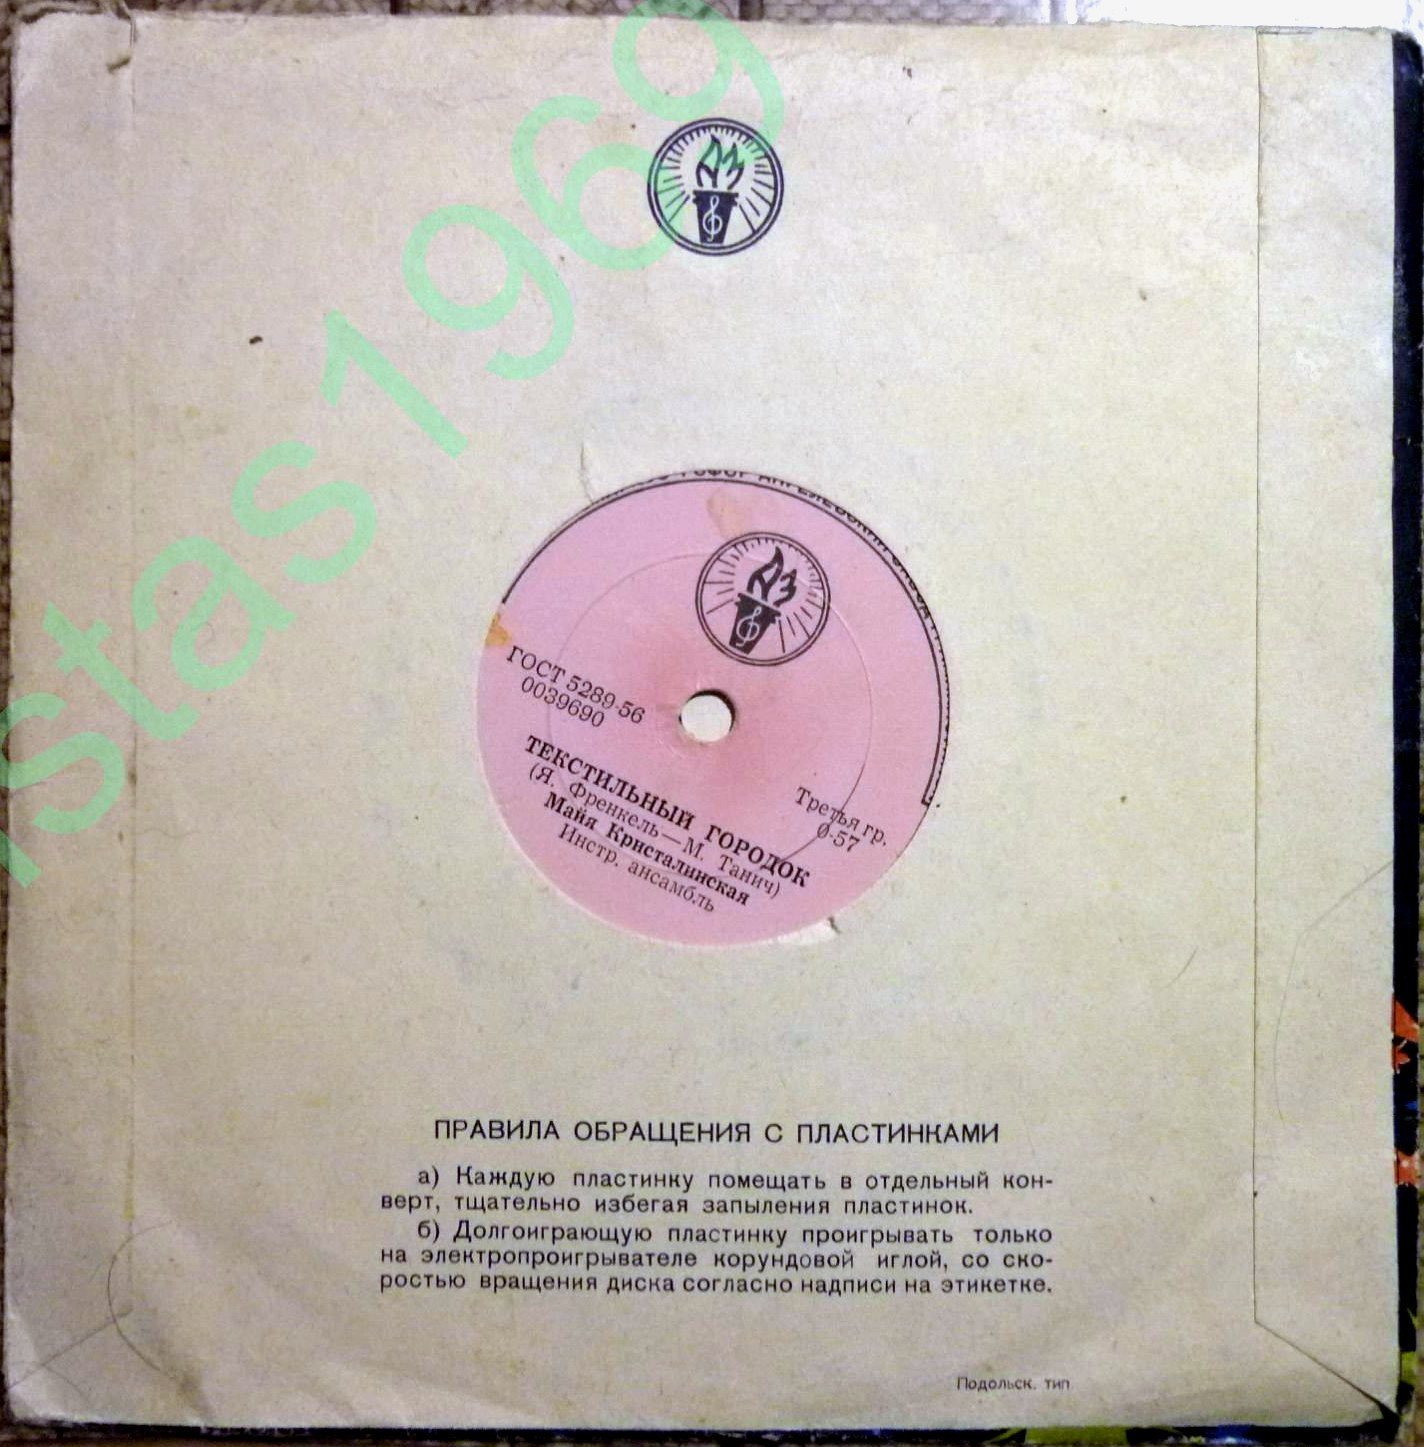 ГОСТ 5289-56
0039690
Третья гр.
0-57
ТЕКСТИЛЬНЫЙ ГОРОДОК
(Я. Френкель—М. Танич)
Майя Кристалинская
Инстр. ансамбль
ПРАВИЛА ОБРАЩЕНИЯ С ПЛАСТИНКАМИ
а) Каждую пластинку помещать в отдельный кон-
верт, тщательно избегая запыления пластинок.
б) Долгоиграющую пластинку проигрывать только
на электропроигрывателе корундовой иглой, со ско-
ростью вращения диска согласно надписи на этикетке.
Подольск. тип
stas1969